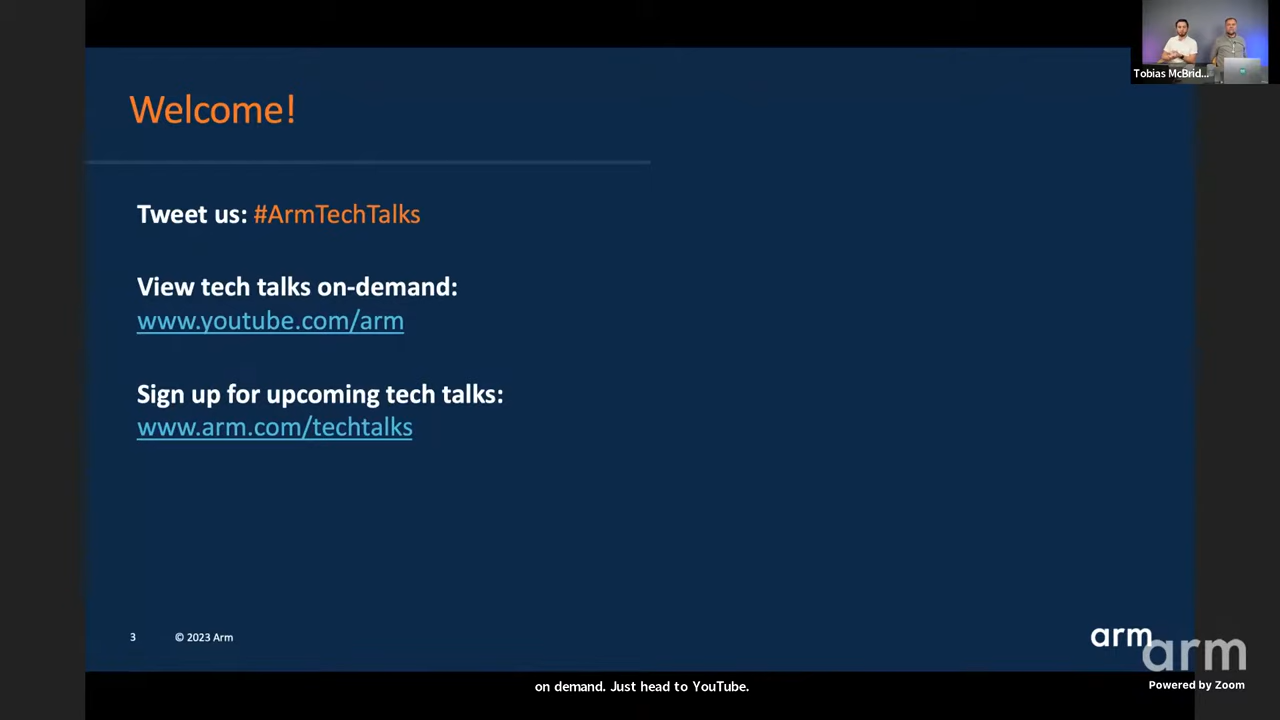 Tobias McBrid...
Welcome!
Tweet us: #ArmTechTalks
View tech talks on-demand:
www.youtube.com/arm
Sign up for upcoming tech talks:
www.arm.com/techtalks
3 © 2023 Arm
arm
arm
Powered by Zoom
on demand. Just head to YouTube.